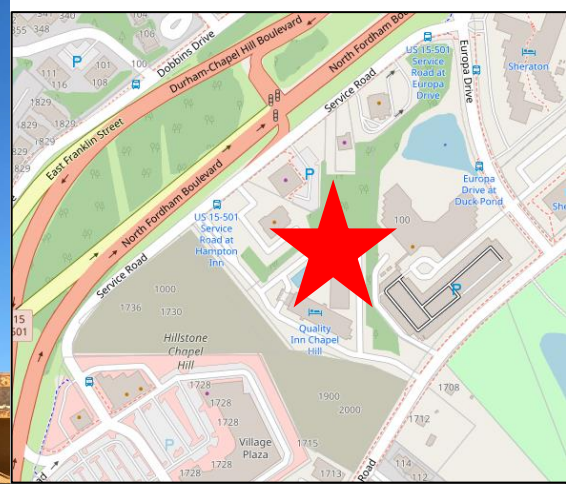 355
348
104
101
P
111
108
100
116
Dobbins Drive
Durham-Chapel Hill Boulevard
North Fordham Boulevard
US 15-501
Service
Road at
Europa
Drive
Europa Drive
Sheraton
1829
1829
1829
1829
East Franklin Street
Service Road
P
Europa
Drive at
Duck Pond
US 15-501
Service
Road at
Hampton
Inn
100
North Fordham Boulevard
Service Road
P
15
501
1000
1736
1730
Quality
Inn Chapel
Hill
Hillstone
Chapel
Hill
1728
1728
1900
2000
1708
1712
P
1728
Village
Plaza
1715
1728
1728
1713
Road
114
112